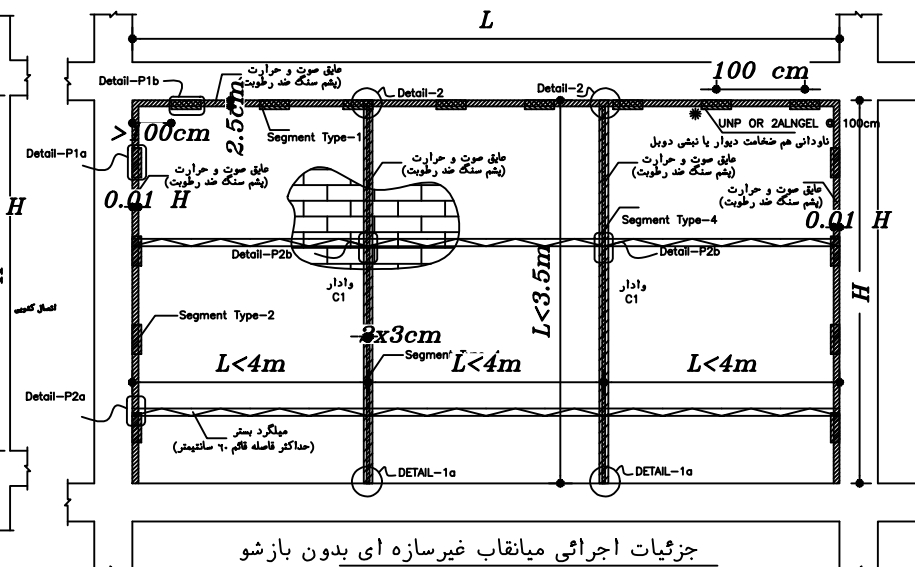 L
100 cm
Detail-P1b
عایق صوت و حرارت
(پشم سنگ ضد رطوبت)
Detail-2
Detail-2
2.5cm
>100cm
Segment Type-1
UNP OR 2ALNGEL @ 100cm
ناودانی هم ضخامت دیوار یا نبشی دوبل
Detail-P1a
عایق صوت و حرارت
(پشم سنگ ضد رطوبت)
عایق صوت و حرارت
(پشم سنگ ضد رطوبت)
عایق صوت و حرارت
(پشم سنگ ضد رطوبت)
عایق صوت و حرارت
(پشم سنگ ضد رطوبت)
H
0.01 H
Segment Type-4
0.01 H
Detail-P2b
Detail-P2b
وادار
C1
وادار
C1
L<3.5m
H
Segment Type-2
2x3cm
Segment
L<4m
L<4m
L<4m
Detail-P2a
میلگرد بستر
(حداکثر فاصله قائم ۶۰ سانتیمتر)
DETAIL-1a
DETAIL-1a
جزئیات اجرائی میانقاب غیرسازه ای بدون بازشو